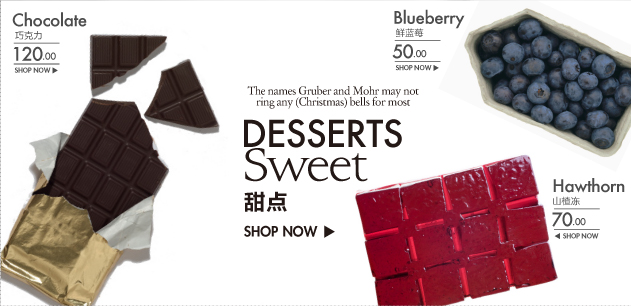 Chocolate
巧克力
120.00
SHOP NOW ▶
Blueberry
鲜蓝莓
50.00
SHOP NOW ▶
The names Gruber and Mohr may not
ring any (Christmas) bells for most
DESSERTS
Sweet
甜点
SHOP NOW ▶
Hawthorn
山楂冻
70.00
◀ SHOP NOW